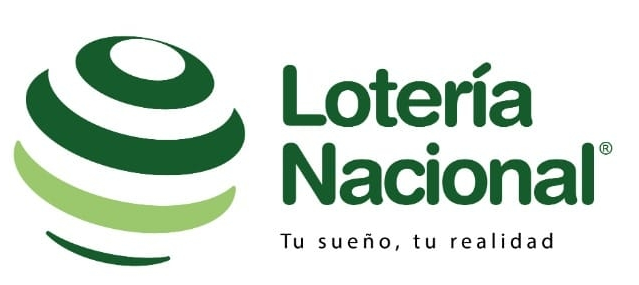 Lotería
Nacional®
Tu sueño, tu realidad